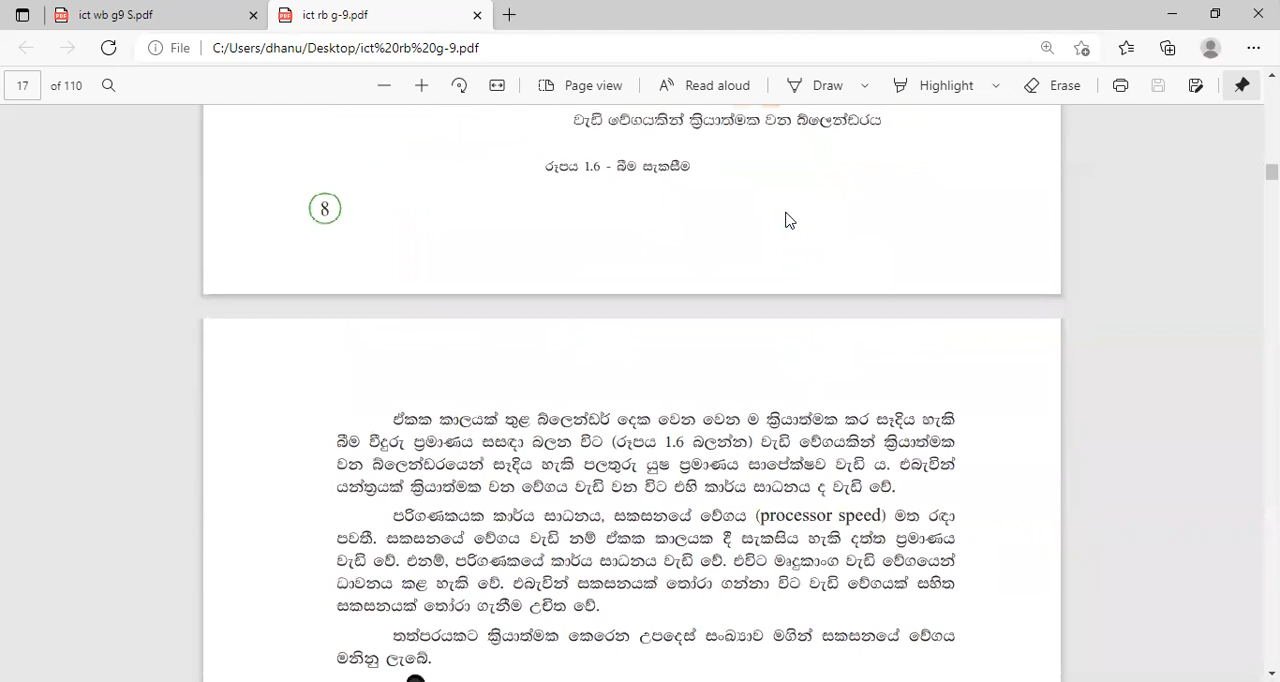 ict wb g9 S.pdf
ict rb g-9.pdf
File C:/Users/dhanu/Desktop/ict%20rb%20g-9.pdf
17 of 110 Page view Read aloud Draw Highlight Erase
වැඩි වේගයකින් ක්‍රියාත්මක වන බ්ලෙන්ඩරය
රූපය 1.6 - බීම සැකසීම
8
ඒකක කාලයක් තුළ බ්ලෙන්ඩර් දෙක වෙන වෙන ම ක්‍රියාත්මක කර සෑදිය හැකි
බීම වීදුරු ප්‍රමාණය සසඳා බලන විට (රූපය 1.6 බලන්න) වැඩි වේගයකින් ක්‍රියාත්මක
වන බ්ලෙන්ඩරයෙන් සෑදිය හැකි පලතුරු යුෂ ප්‍රමාණය සාපේක්ෂව වැඩි ය. එබැවින්
යන්ත්‍රයක් ක්‍රියාත්මක වන වේගය වැඩි වන විට එහි කාර්ය සාධනය ද වැඩි වේ.
පරිගණකයක කාර්ය සාධනය, සකසනයේ වේගය (processor speed) මත රඳා
පවතී. සකසනයේ වේගය වැඩි නම් ඒකක කාලයක දී සැකසිය හැකි දත්ත ප්‍රමාණය
වැඩි වේ. එනම්, පරිගණකයේ කාර්ය සාධනය වැඩි වේ. එවිට මෘදුකාංග වැඩි වේගයෙන්
ධාවනය කළ හැකි වේ. එබැවින් සකසනයක් තෝරා ගන්නා විට වැඩි වේගයක් සහිත
සකසනයක් තෝරා ගැනීම උචිත වේ.
තත්පරයකට ක්‍රියාත්මක කෙරෙන උපදෙස් සංඛ්‍යාව මගින් සකසනයේ වේගය
මනිනු ලැබේ.